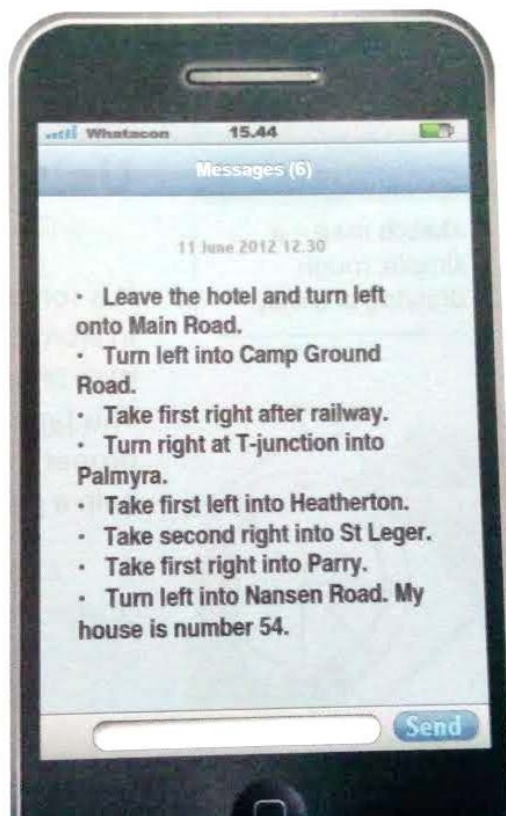 Whatacon 15.44
Messages (6)
11 June 2012 12.30
• Leave the hotel and turn left
onto Main Road.
• Turn left into Camp Ground
Road.
• Take first right after railway.
• Turn right at T-junction into
Palmyra.
• Take first left into Heatherton.
• Take second right into St Leger.
• Take first right into Parry.
• Turn left into Nansen Road. My
house is number 54.
Send